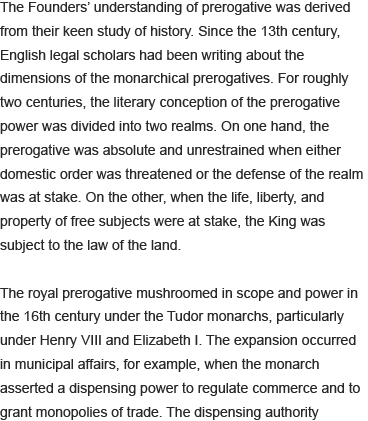 The Founders’ understanding of prerogative was derived
from their keen study of history. Since the 13th century,
English legal scholars had been writing about the
dimensions of the monarchical prerogatives. For roughly
two centuries, the literary conception of the prerogative
power was divided into two realms. On one hand, the
prerogative was absolute and unrestrained when either
domestic order was threatened or the defense of the realm
was at stake. On the other, when the life, liberty, and
property of free subjects were at stake, the King was
subject to the law of the land.
The royal prerogative mushroomed in scope and power in
the 16th century under the Tudor monarchs, particularly
under Henry VIII and Elizabeth I. The expansion occurred
in municipal affairs, for example, when the monarch
asserted a dispensing power to regulate commerce and to
grant monopolies of trade. The dispensing authority